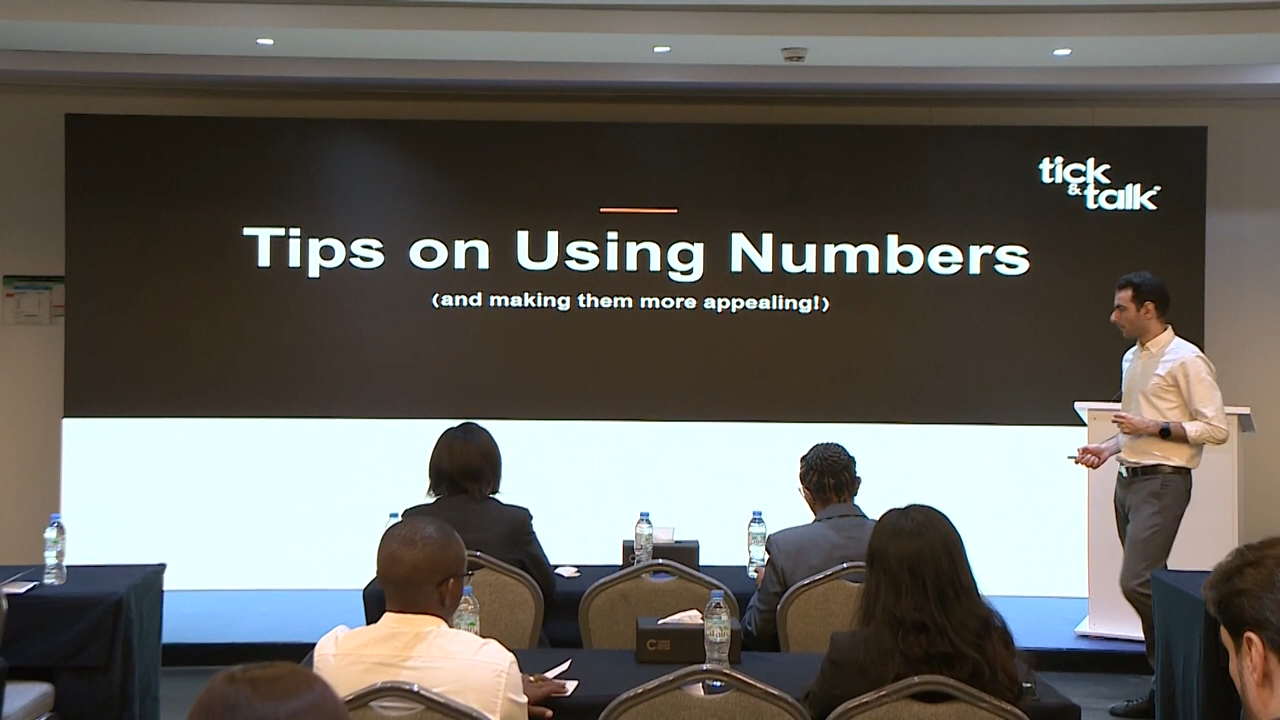 tick
& talk
Tips on Using Numbers
(and making them more appealing!)